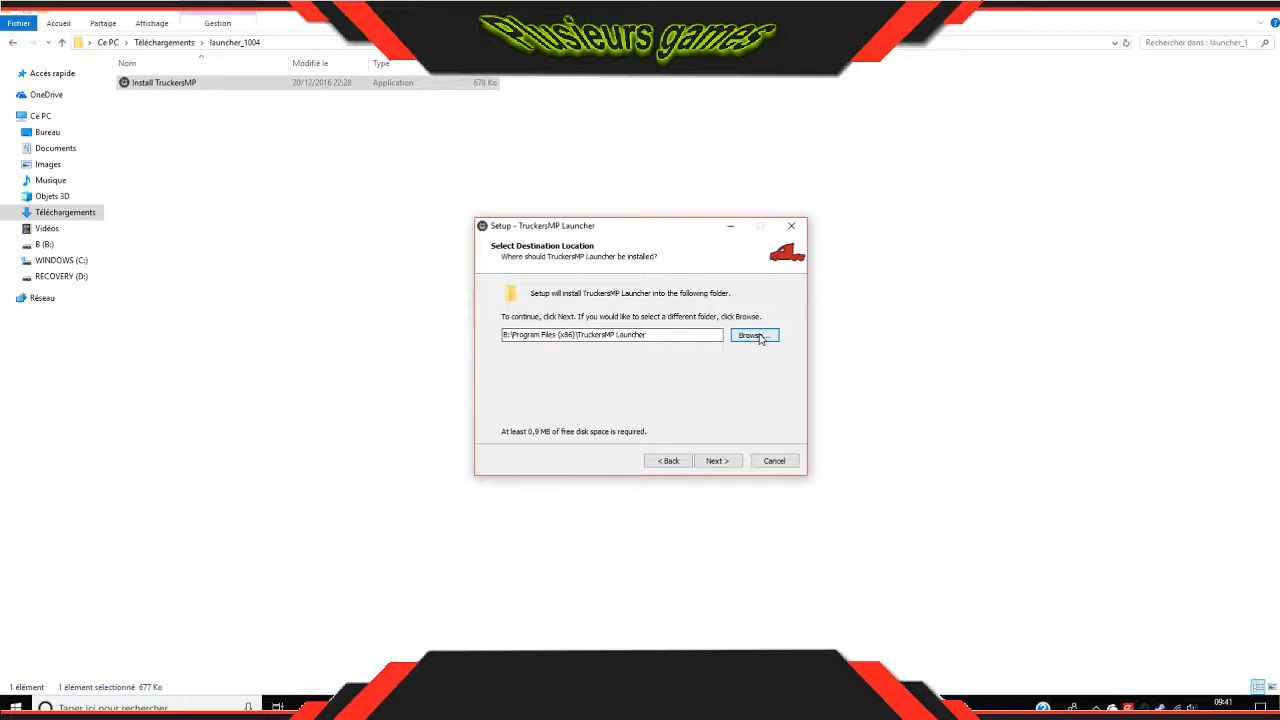 Plusieurs games
Fichier Accueil Partage Affichage Gestion
Ce PC > Téléchargements > launcher_1004
Rechercher dans : launcher_1
Nom Modifié le Type
Install TruckersMP 20/12/2016 22:28 Application 678 Ko
Accès rapide
OneDrive
Ce PC
Bureau
Documents
Images
Musique
Objets 3D
Téléchargements
Vidéos
B (B:)
WINDOWS (C:)
RECOVERY (D:)
Réseau
Setup - TruckersMP Launcher
Select Destination Location
Where should TruckersMP Launcher be installed?
Setup will install TruckersMP Launcher into the following folder.
To continue, click Next. If you would like to select a different folder, click Browse.
B:\Program Files (x86)\TruckersMP Launcher
Browse...
At least 0,9 MB of free disk space is required.
< Back Next > Cancel
1 élément 1 élément sélectionné 677 Ko
Taper ici pour rechercher
09:41